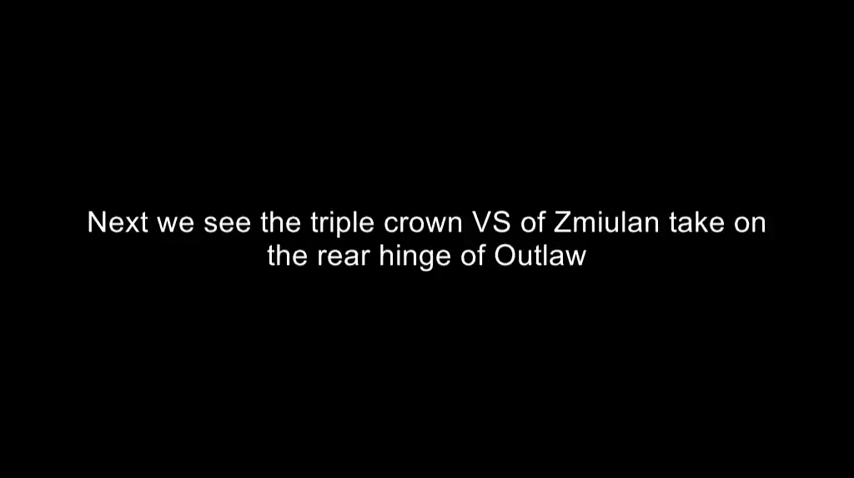 Next we see the triple crown VS of Zmiulan take on
the rear hinge of Outlaw